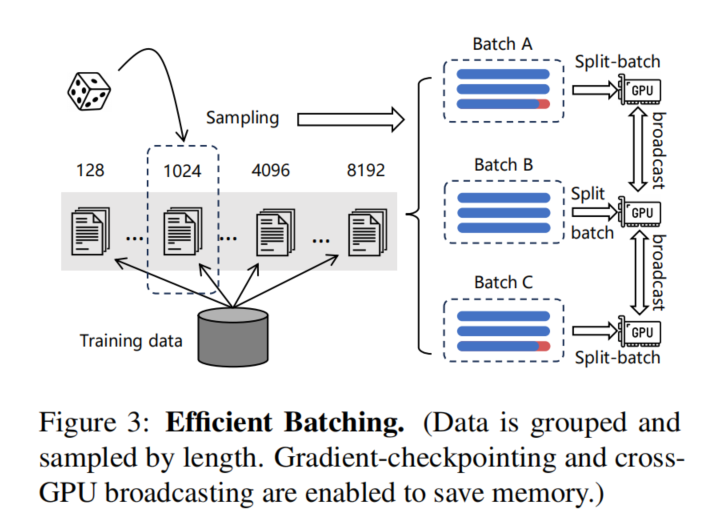 Batch A
Split-batch
GPU
Sampling
broadcast
128
1024
4096
8192
Batch B
Split
batch
GPU
... ... ...
broadcast
Batch C
Training data
GPU
Split-batch
Figure 3: Efficient Batching. (Data is grouped and
sampled by length. Gradient-checkpointing and cross-
GPU broadcasting are enabled to save memory.)